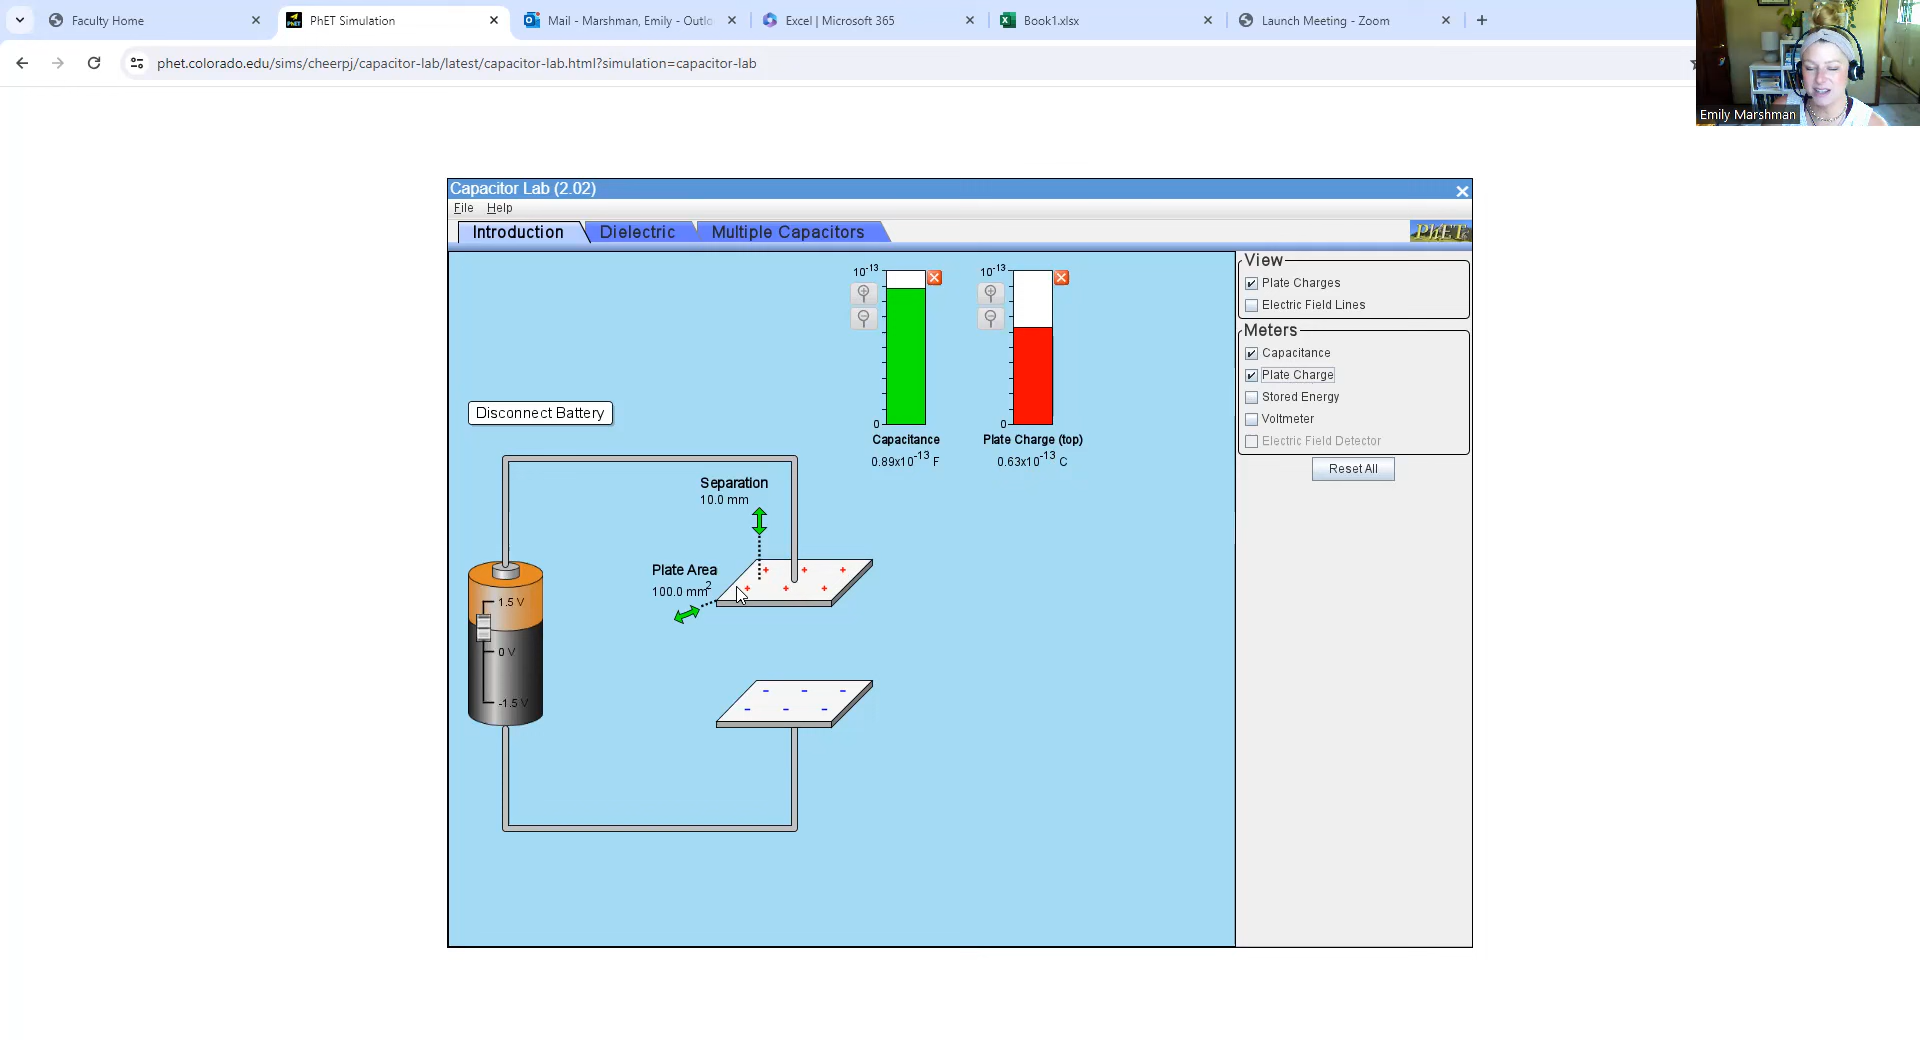 Faculty Home
PhET Simulation
Mail - Marshman, Emily - Outlo
Excel | Microsoft 365
Book1.xlsx
Launch Meeting - Zoom
phet.colorado.edu/sims/cheerpj/capacitor-lab/latest/capacitor-lab.html?simulation=capacitor-lab
Emily Marshman
Capacitor Lab (2.02)
File Help
Introduction
Dielectric
Multiple Capacitors
PhET
10-13
0
Capacitance
0.89x10-13 F
10-13
0
Plate Charge (top)
0.63x10-13 C
View
Plate Charges
Electric Field Lines
Meters
Capacitance
Plate Charge
Stored Energy
Voltmeter
Electric Field Detector
Reset All
Disconnect Battery
Separation
10.0 mm
Plate Area
100.0 mm2
1.5 V
0 V
-1.5 V